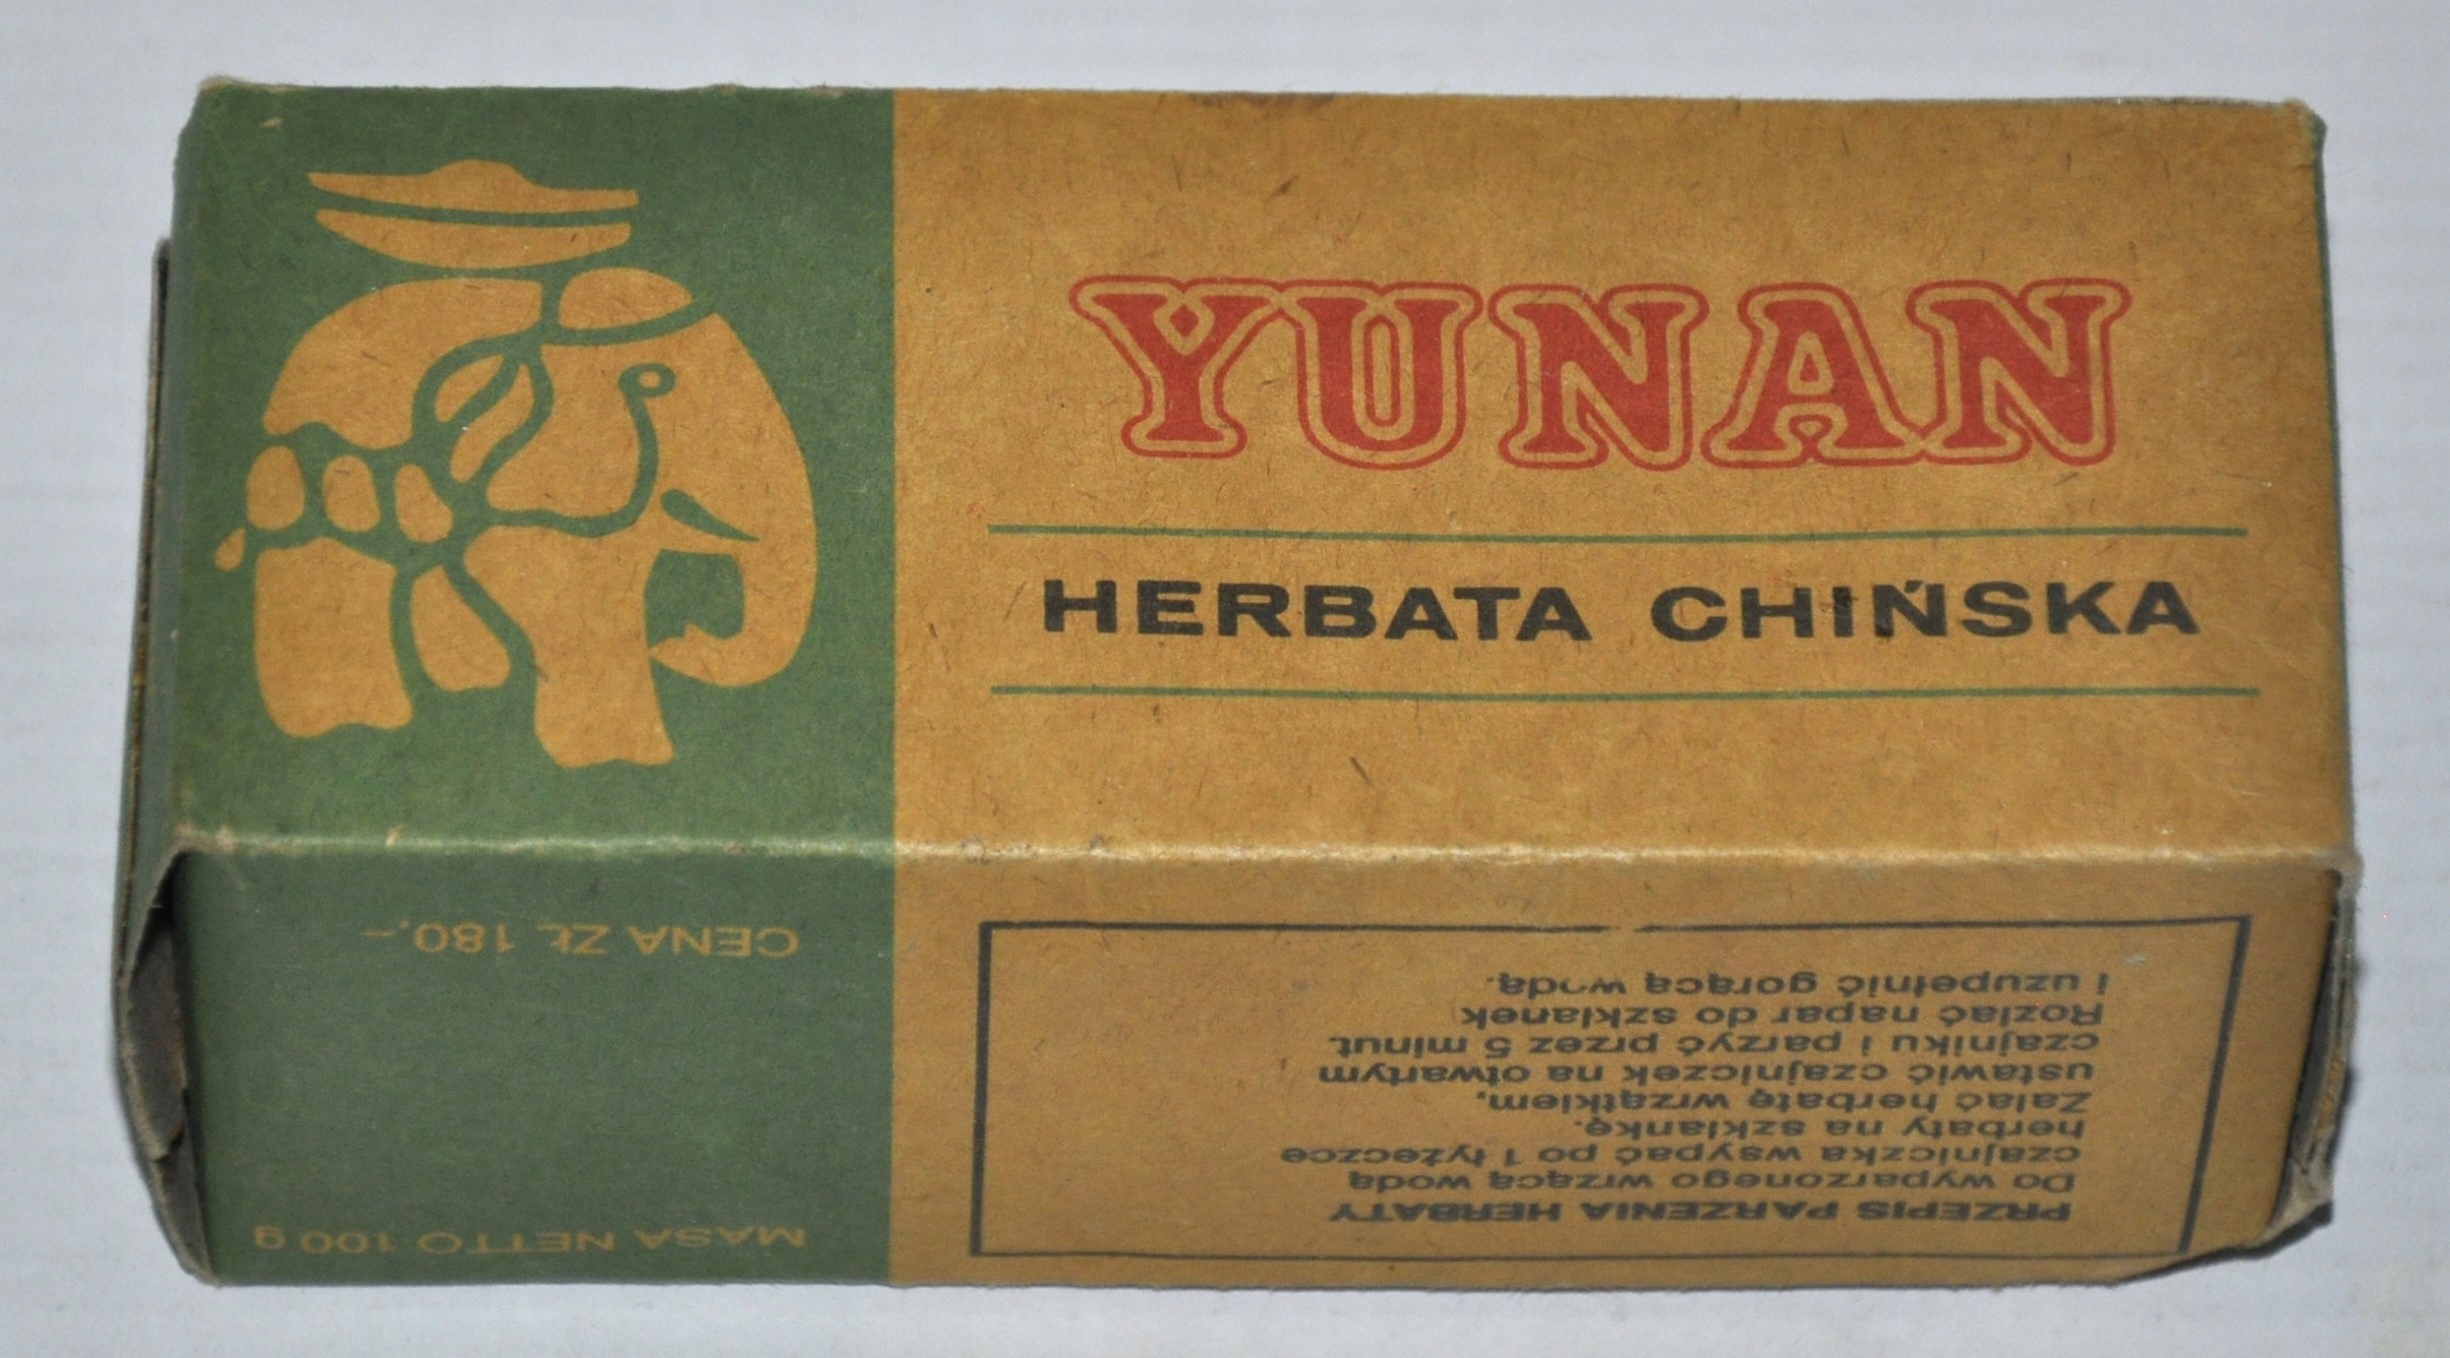 YUNAN
HERBATA CHIŃSKA
CENA ZŁ 180,-
MASA NETTO 100 g
PRZEPIS PARZENIA HERBATY
Do wyparzonego wrzącą wodą
czajniczka wsypać po 1 łyżeczce
herbaty na szklankę.
Zalać herbatę wrzątkiem,
ustawić czajniczek na otwartym
czajniku i parzyć przez 5 minut.
Rozlać napar do szklanek
i uzupełnić gorącą wodą.